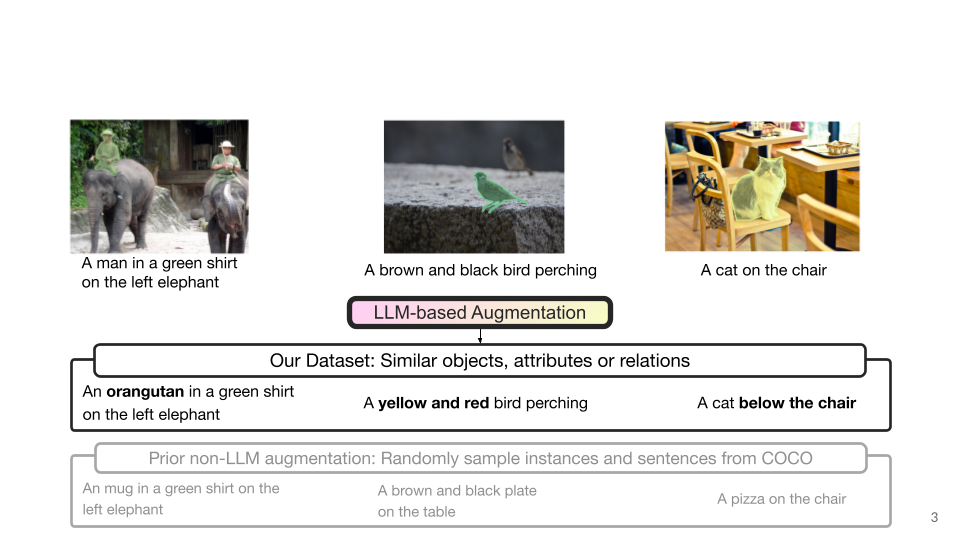 A man in a green shirt
on the left elephant
A brown and black bird perching
A cat on the chair
LLM-based Augmentation
Our Dataset: Similar objects, attributes or relations
An orangutan in a green shirt
on the left elephant
A yellow and red bird perching
A cat below the chair
Prior non-LLM augmentation: Randomly sample instances and sentences from COCO
An mug in a green shirt on the
left elephant
A brown and black plate
on the table
A pizza on the chair
3